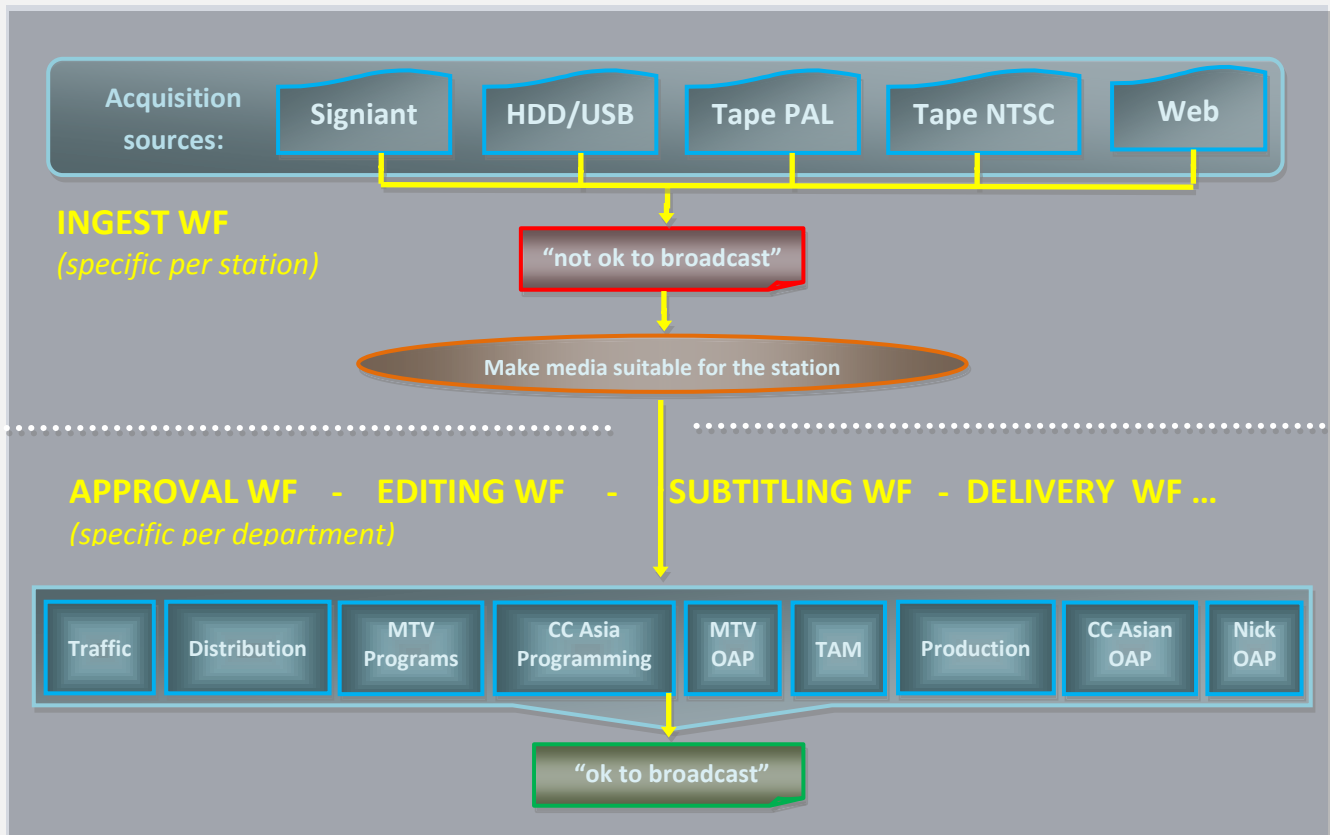 Acquisition
sources:
Signiant
HDD/USB
Tape PAL
Tape NTSC
Web
INGEST WF
(specific per station)
“not ok to broadcast”
Make media suitable for the station
APPROVAL WF - EDITING WF - SUBTITLING WF - DELIVERY WF ...
(specific per department)
Traffic
Distribution
MTV
Programs
CC Asia
Programming
MTV
OAP
TAM
Production
CC Asian
OAP
Nick
OAP
“ok to broadcast”